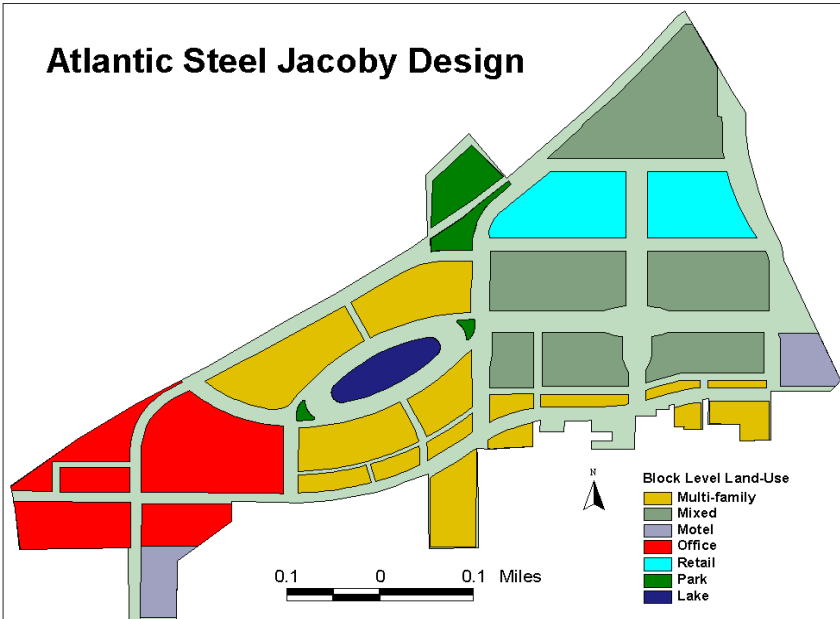 Atlantic Steel Jacoby Design
N
Block Level Land-Use
Multi-family
Mixed
Motel
Office
Retail
Park
Lake
0.1 0 0.1 Miles